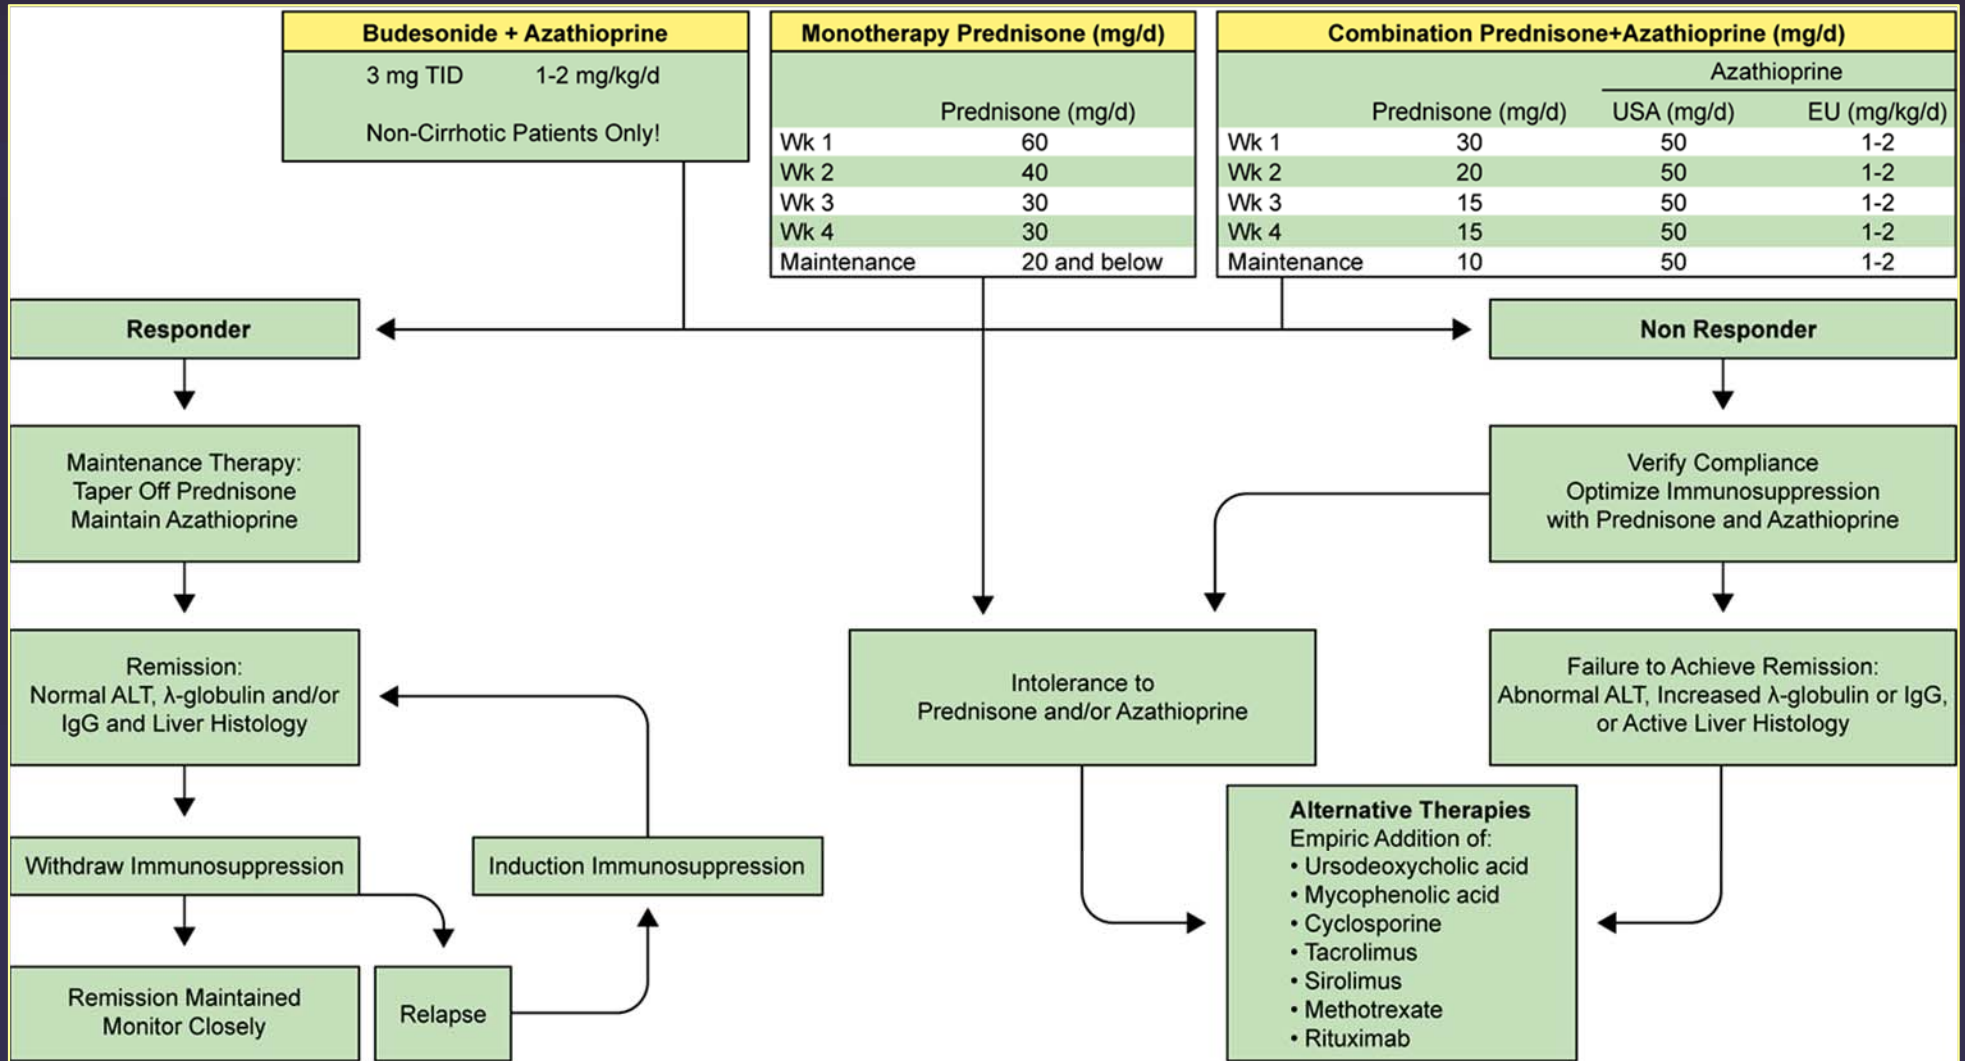 Budesonide + Azathioprine
3 mg TID 1-2 mg/kg/d
Non-Cirrhotic Patients Only!
Monotherapy Prednisone (mg/d)
Prednisone (mg/d)
Wk 1 60
Wk 2 40
Wk 3 30
Wk 4 30
Maintenance 20 and below
Combination Prednisone+Azathioprine (mg/d)
Azathioprine
Prednisone (mg/d) USA (mg/d) EU (mg/kg/d)
Wk 1 30 50 1-2
Wk 2 20 50 1-2
Wk 3 15 50 1-2
Wk 4 15 50 1-2
Maintenance 10 50 1-2
Responder
Non Responder
Maintenance Therapy:
Taper Off Prednisone
Maintain Azathioprine
Verify Compliance
Optimize Immunosuppression
with Prednisone and Azathioprine
Remission:
Normal ALT, λ-globulin and/or
IgG and Liver Histology
Intolerance to
Prednisone and/or Azathioprine
Failure to Achieve Remission:
Abnormal ALT, Increased λ-globulin or IgG,
or Active Liver Histology
Withdraw Immunosuppression
Induction Immunosuppression
Alternative Therapies
Empiric Addition of:
• Ursodeoxycholic acid
• Mycophenolic acid
• Cyclosporine
• Tacrolimus
• Sirolimus
• Methotrexate
• Rituximab
Remission Maintained
Monitor Closely
Relapse